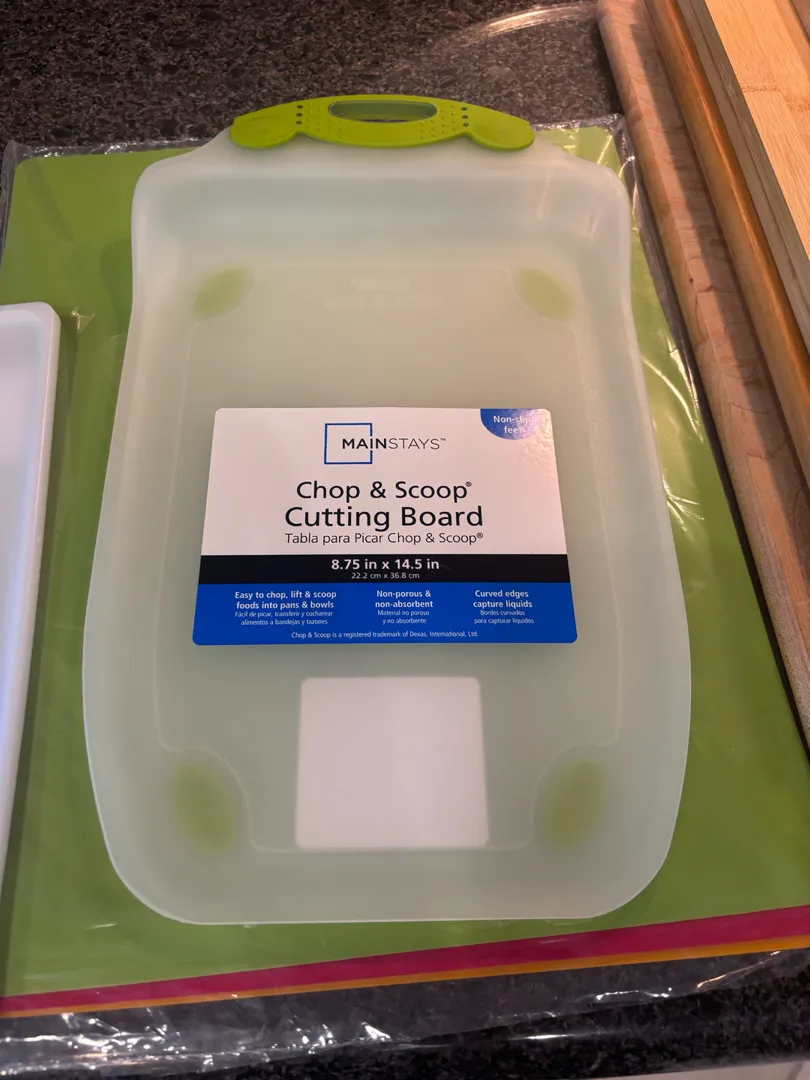 MAINSTAYS™
Non-slip
feet
Chop & Scoop®
Cutting Board
Tabla para Picar Chop & Scoop®
8.75 in x 14.5 in
22.2 cm x 36.8 cm
Easy to chop, lift & scoop
foods into pans & bowls
Fácil de picar, transferir y cucharear
alimentos a bandejas y tazones
Non-porous &
non-absorbent
Material no poroso
y no absorbente
Curved edges
capture liquids
Bordes curvados
para capturar líquidos
Chop & Scoop is a registered trademark of Dexas, International, Ltd.